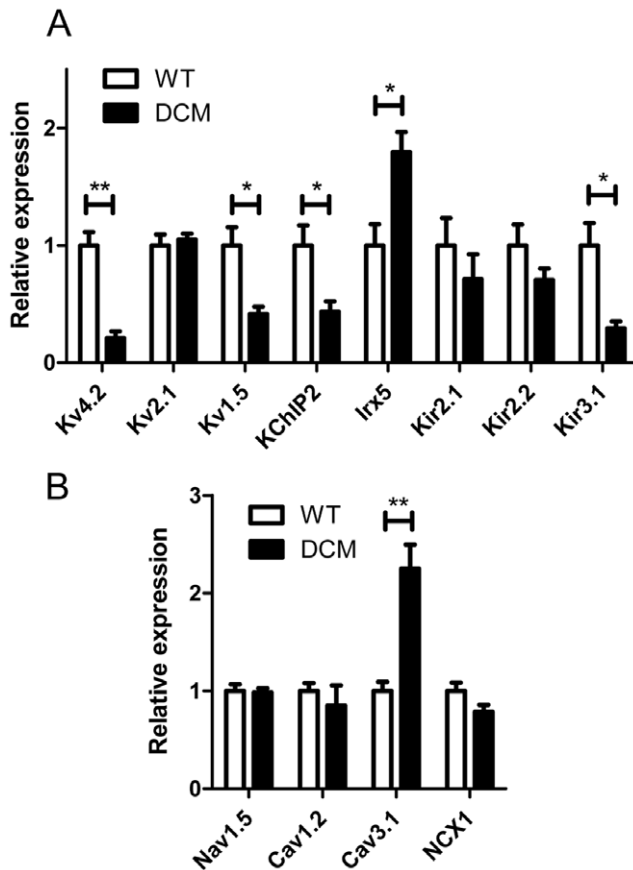 A
WT
DCM
Relative expression
2
1
0
** * * * *
Kv4.2 Kv2.1 Kv1.5 KChIP2 Irx5 Kir2.1 Kir2.2 Kir3.1
B
WT
DCM
Relative expression
3
2
1
0
**
Nav1.5 Cav1.2 Cav3.1 NCX1